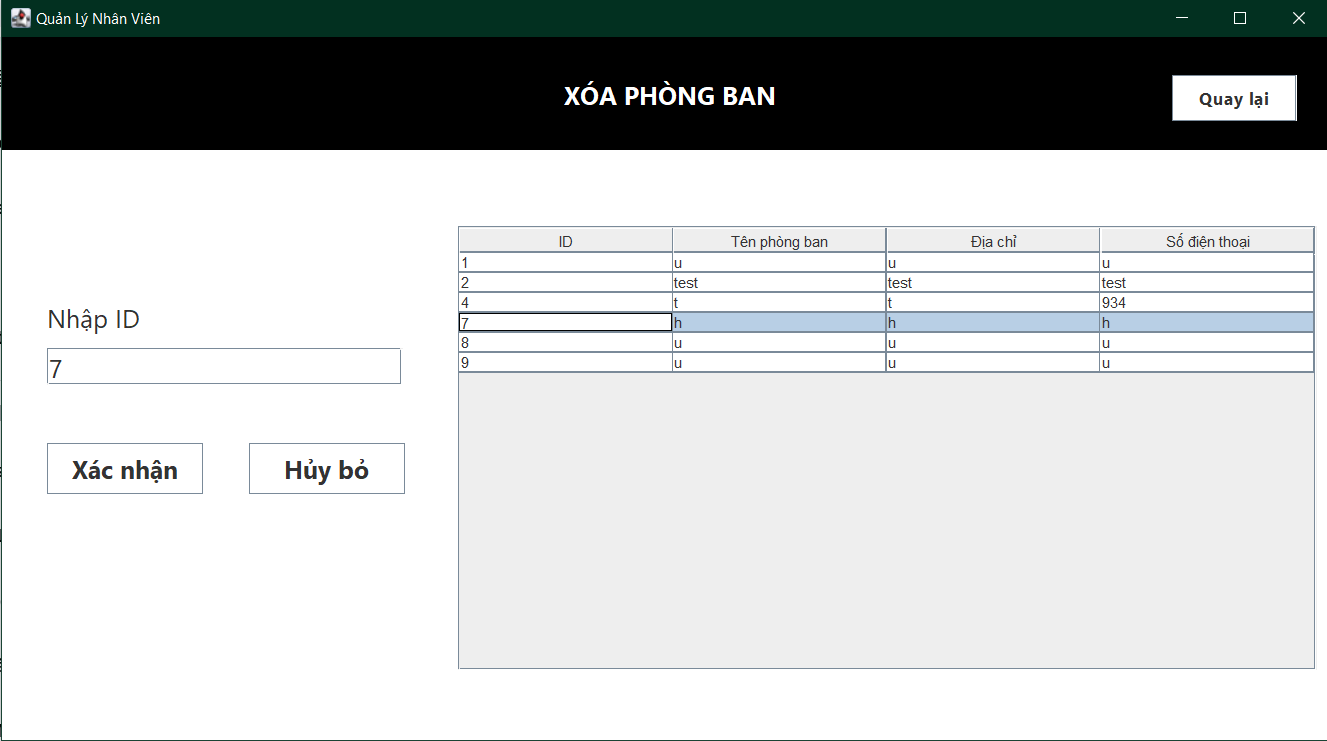 Quản Lý Nhân Viên
XÓA PHÒNG BAN
Quay lại
Nhập ID
7
Xác nhận Hủy bỏ
ID Tên phòng ban Địa chỉ Số điện thoại
1 u u u
2 test test test
4 t t 934
7 h h h
8 u u u
9 u u u